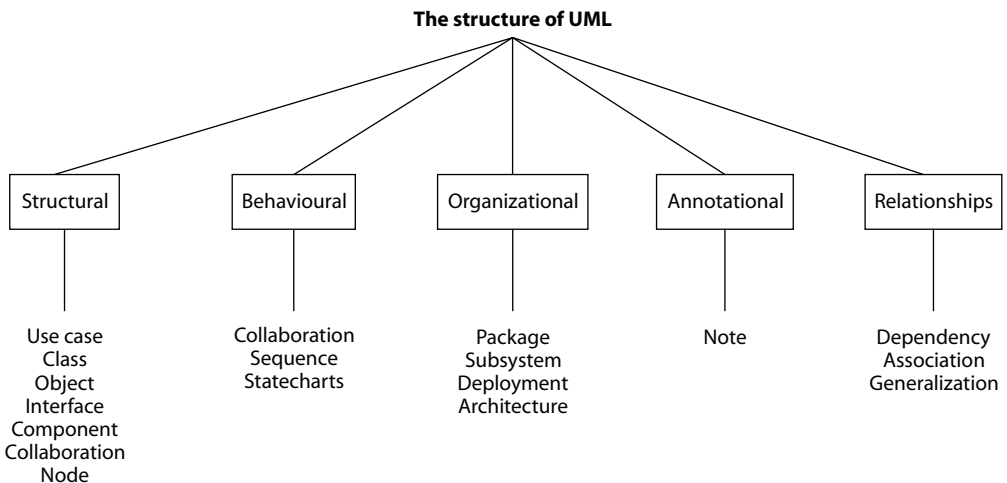 The structure of UML
Structural
Behavioural
Organizational
Annotational
Relationships
Use case
Class
Object
Interface
Component
Collaboration
Node
Collaboration
Sequence
Statecharts
Package
Subsystem
Deployment
Architecture
Note
Dependency
Association
Generalization